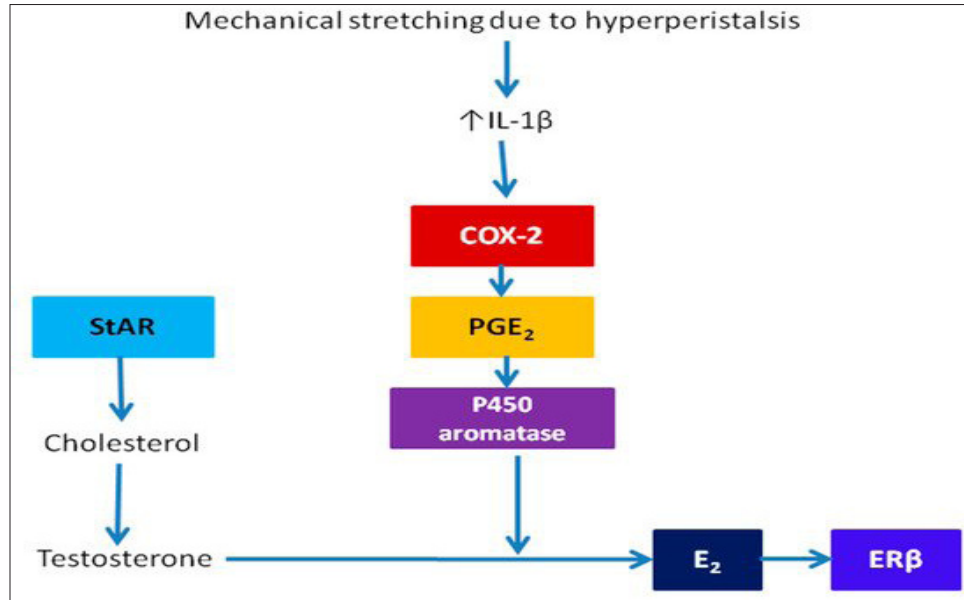 Mechanical stretching due to hyperperistalsis
↑IL-1β
COX-2
StAR
PGE₂
P450
aromatase
Cholesterol
Testosterone
E₂
ERβ